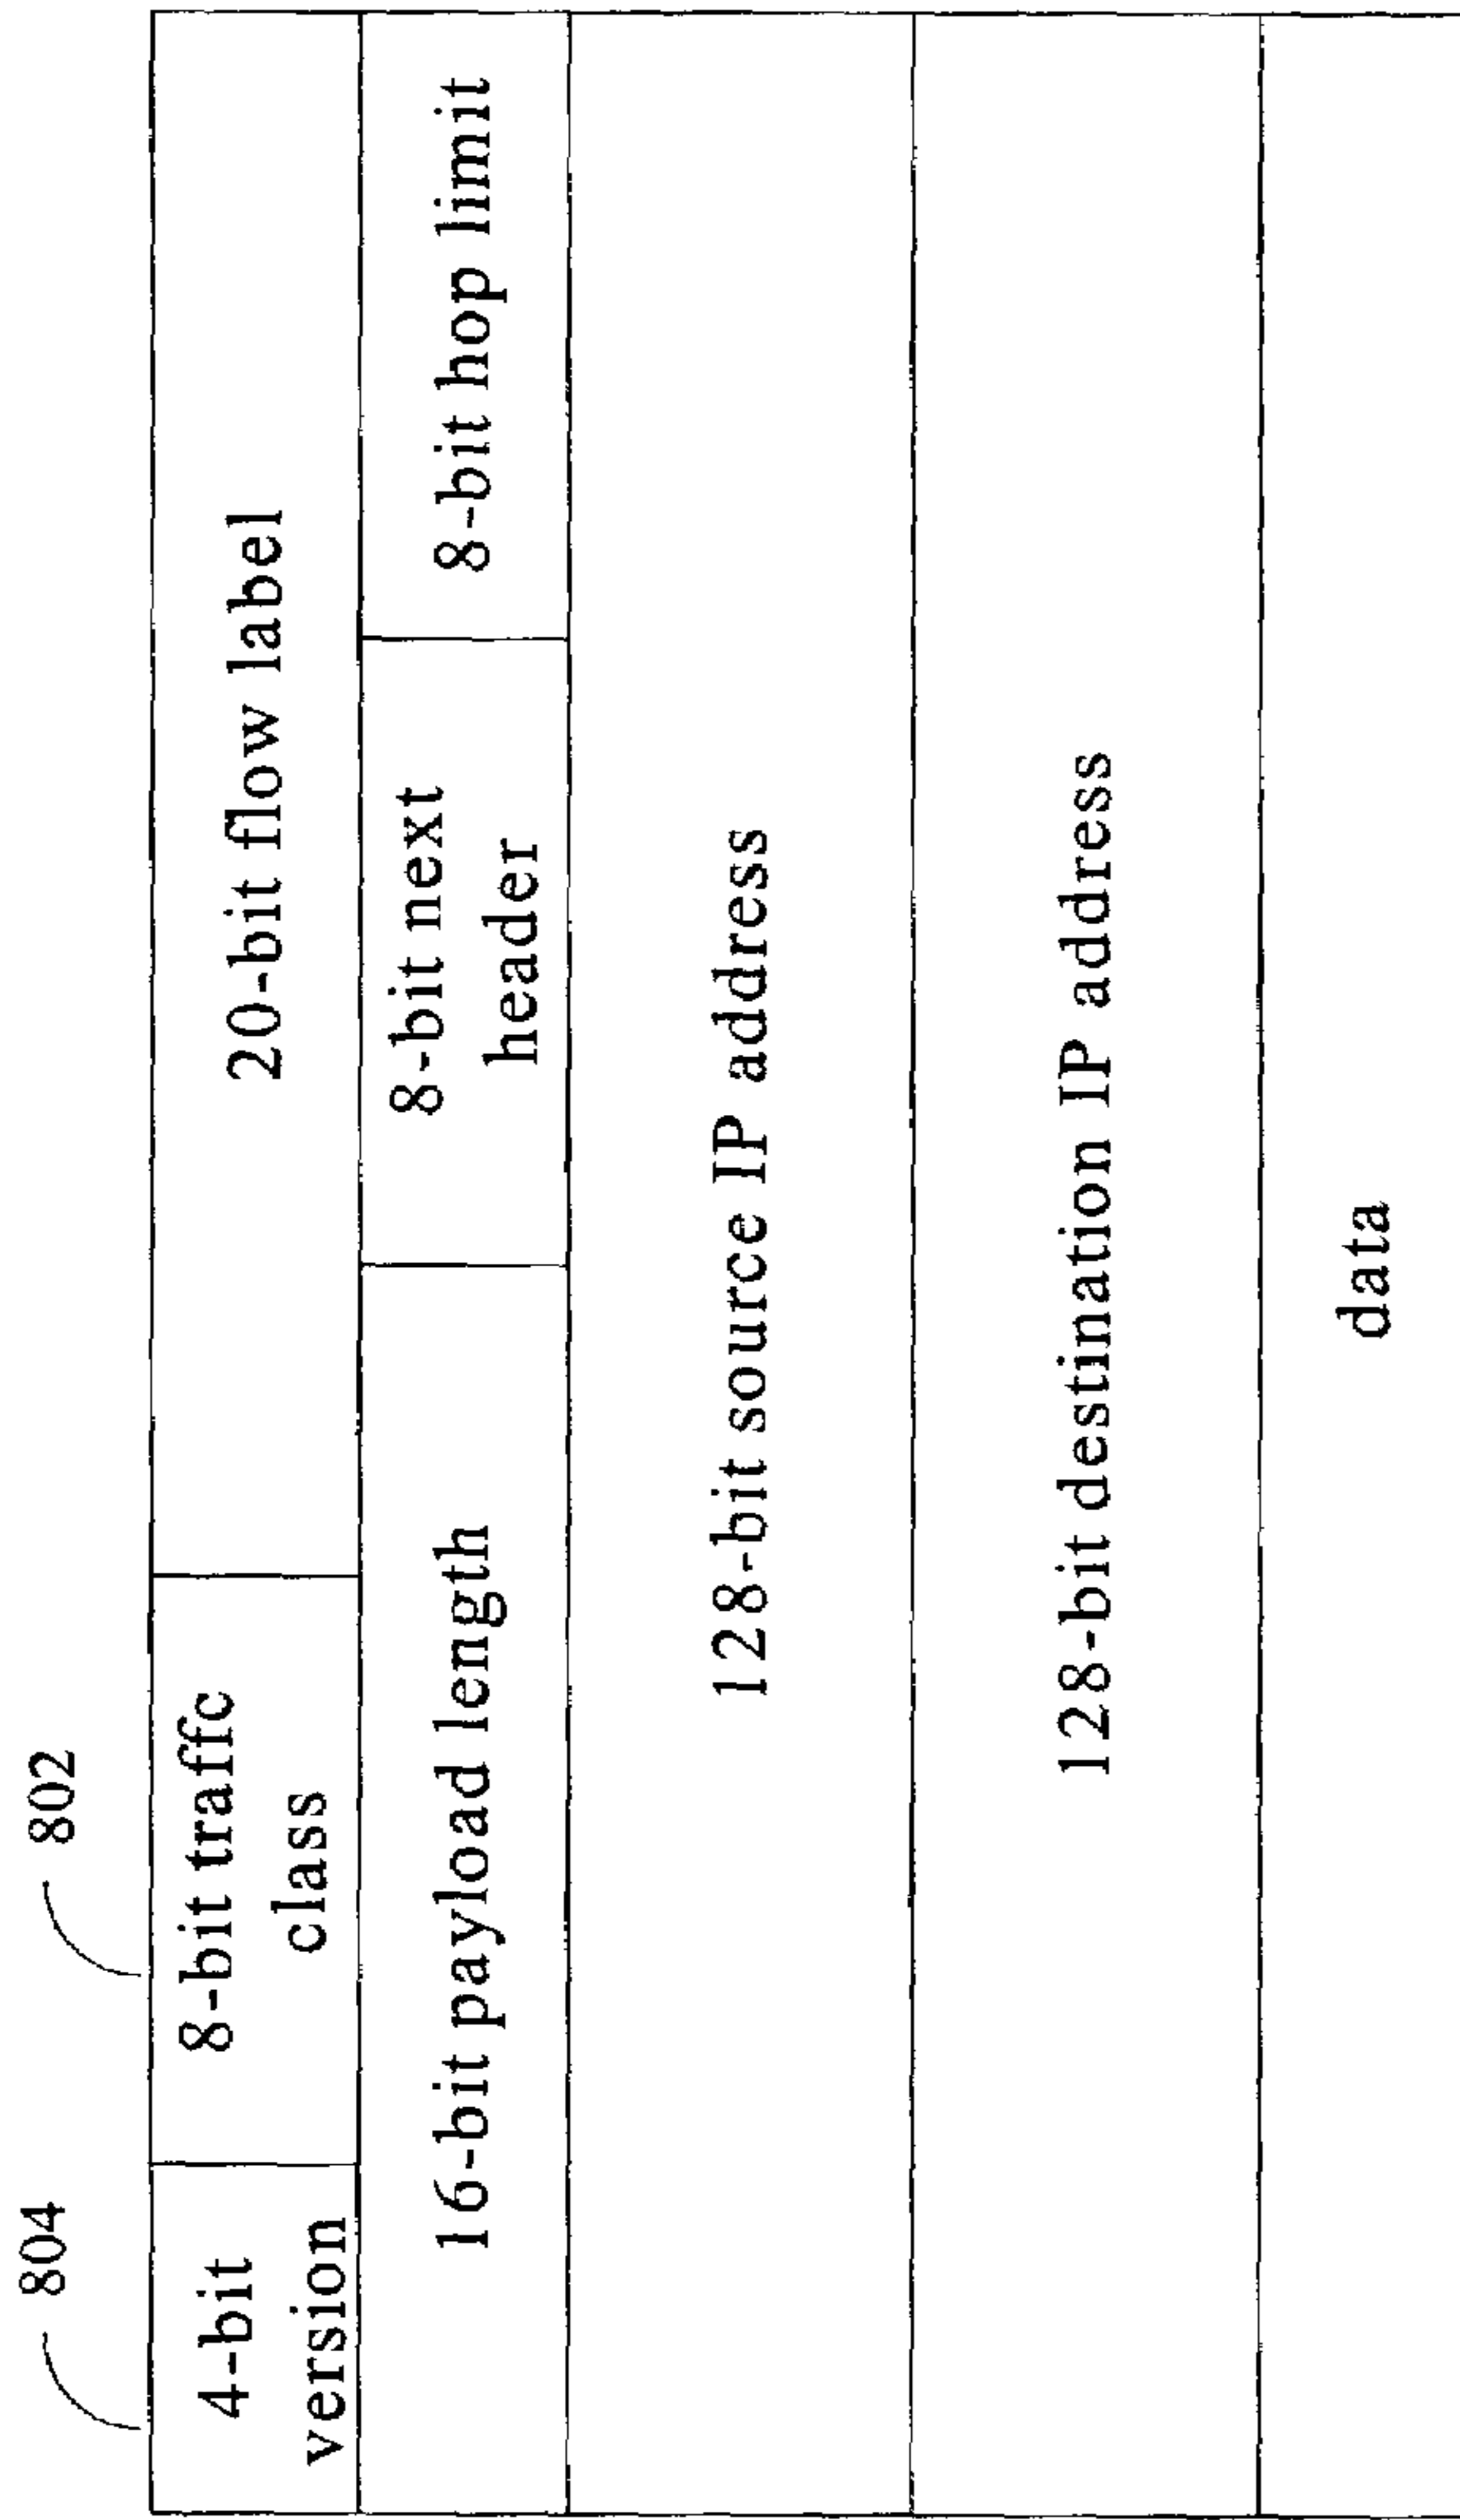 804
802
4-bit
version
8-bit traffc
class
20-bit flow label
16-bit payload length
8-bit next
header
8-bit hop limit
128-bit source IP address
128-bit destination IP address
data